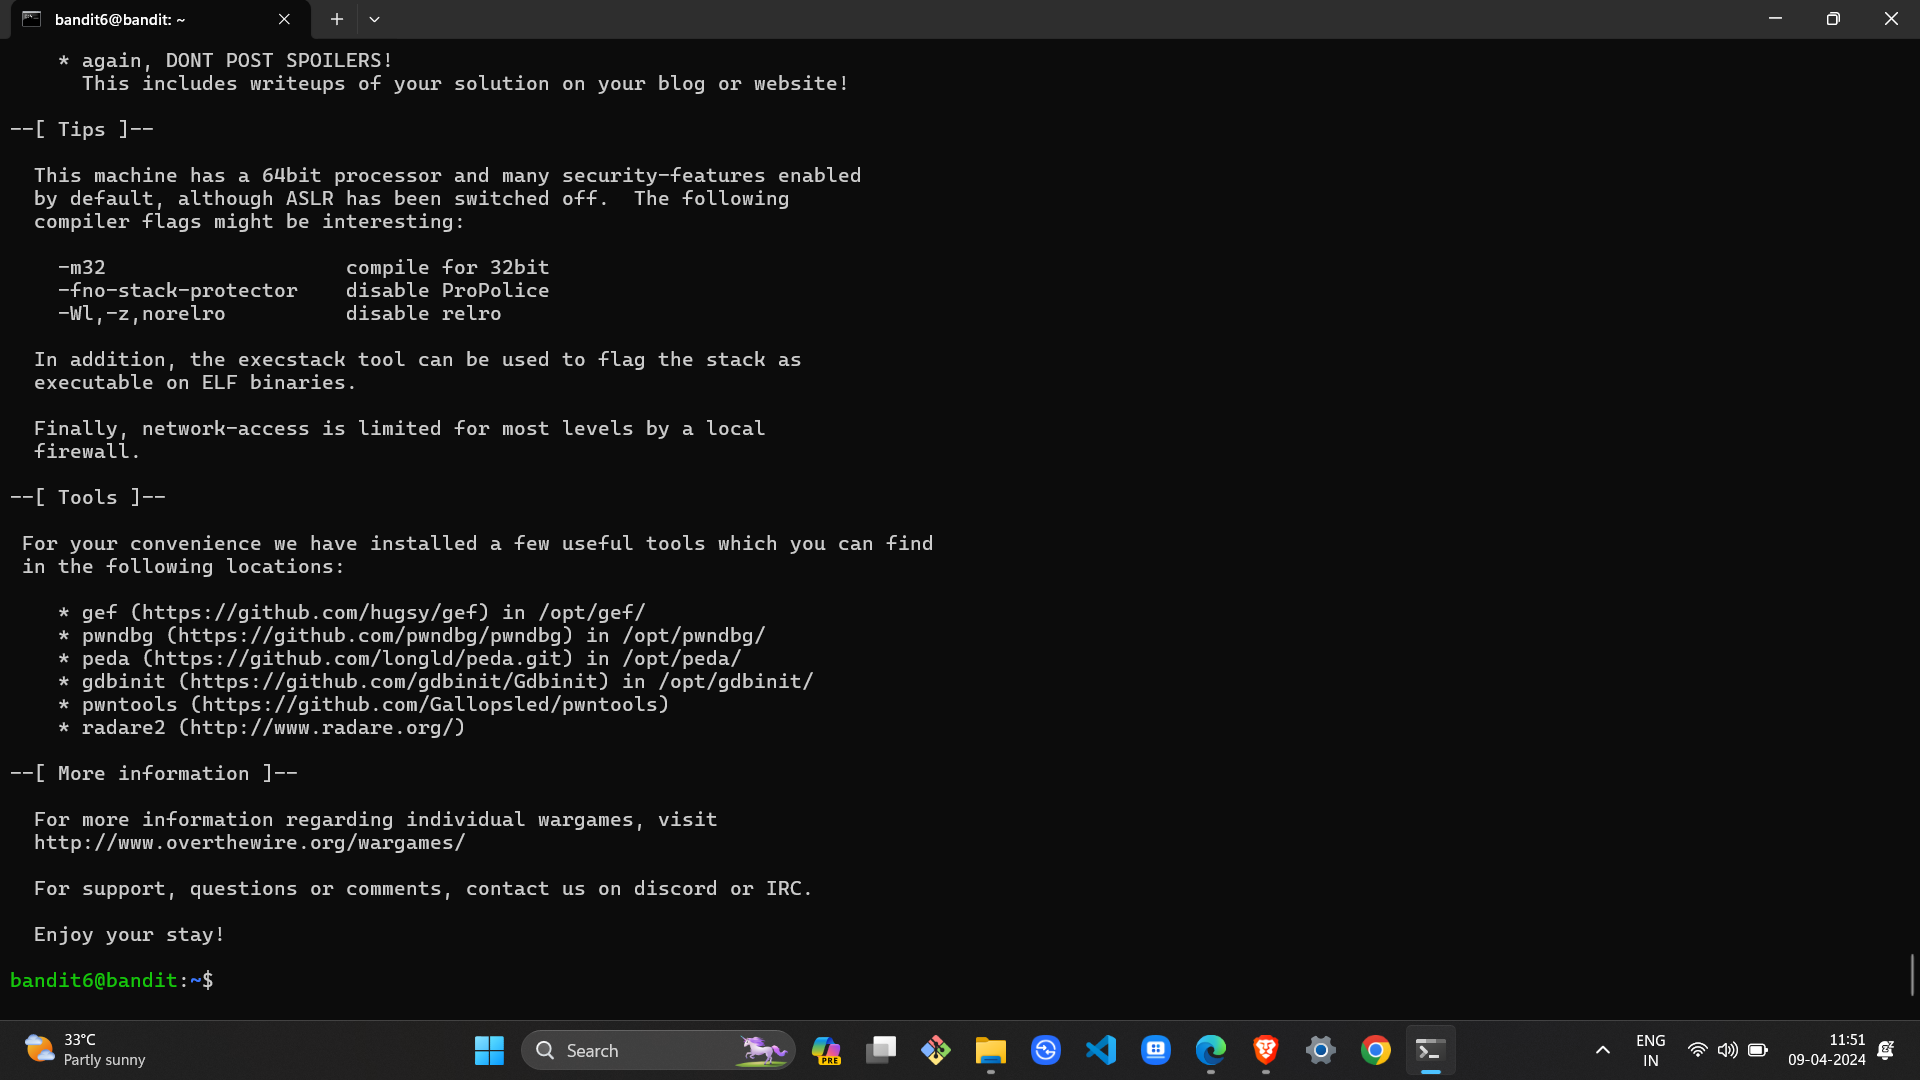 bandit6@bandit: ~
* again, DONT POST SPOILERS!
This includes writeups of your solution on your blog or website!
--[ Tips ]--
This machine has a 64bit processor and many security-features enabled
by default, although ASLR has been switched off.  The following
compiler flags might be interesting:
-m32                    compile for 32bit
-fno-stack-protector    disable ProPolice
-Wl,-z,norelro          disable relro
In addition, the execstack tool can be used to flag the stack as
executable on ELF binaries.
Finally, network-access is limited for most levels by a local
firewall.
--[ Tools ]--
For your convenience we have installed a few useful tools which you can find
in the following locations:
* gef (https://github.com/hugsy/gef) in /opt/gef/
* pwndbg (https://github.com/pwndbg/pwndbg) in /opt/pwndbg/
* peda (https://github.com/longld/peda.git) in /opt/peda/
* gdbinit (https://github.com/gdbinit/Gdbinit) in /opt/gdbinit/
* pwntools (https://github.com/Gallopsled/pwntools)
* radare2 (http://www.radare.org/)
--[ More information ]--
For more information regarding individual wargames, visit
http://www.overthewire.org/wargames/
For support, questions or comments, contact us on discord or IRC.
Enjoy your stay!
bandit6@bandit:~$
33°C
Partly sunny
Search
PRE
ENG
IN
11:51
09-04-2024